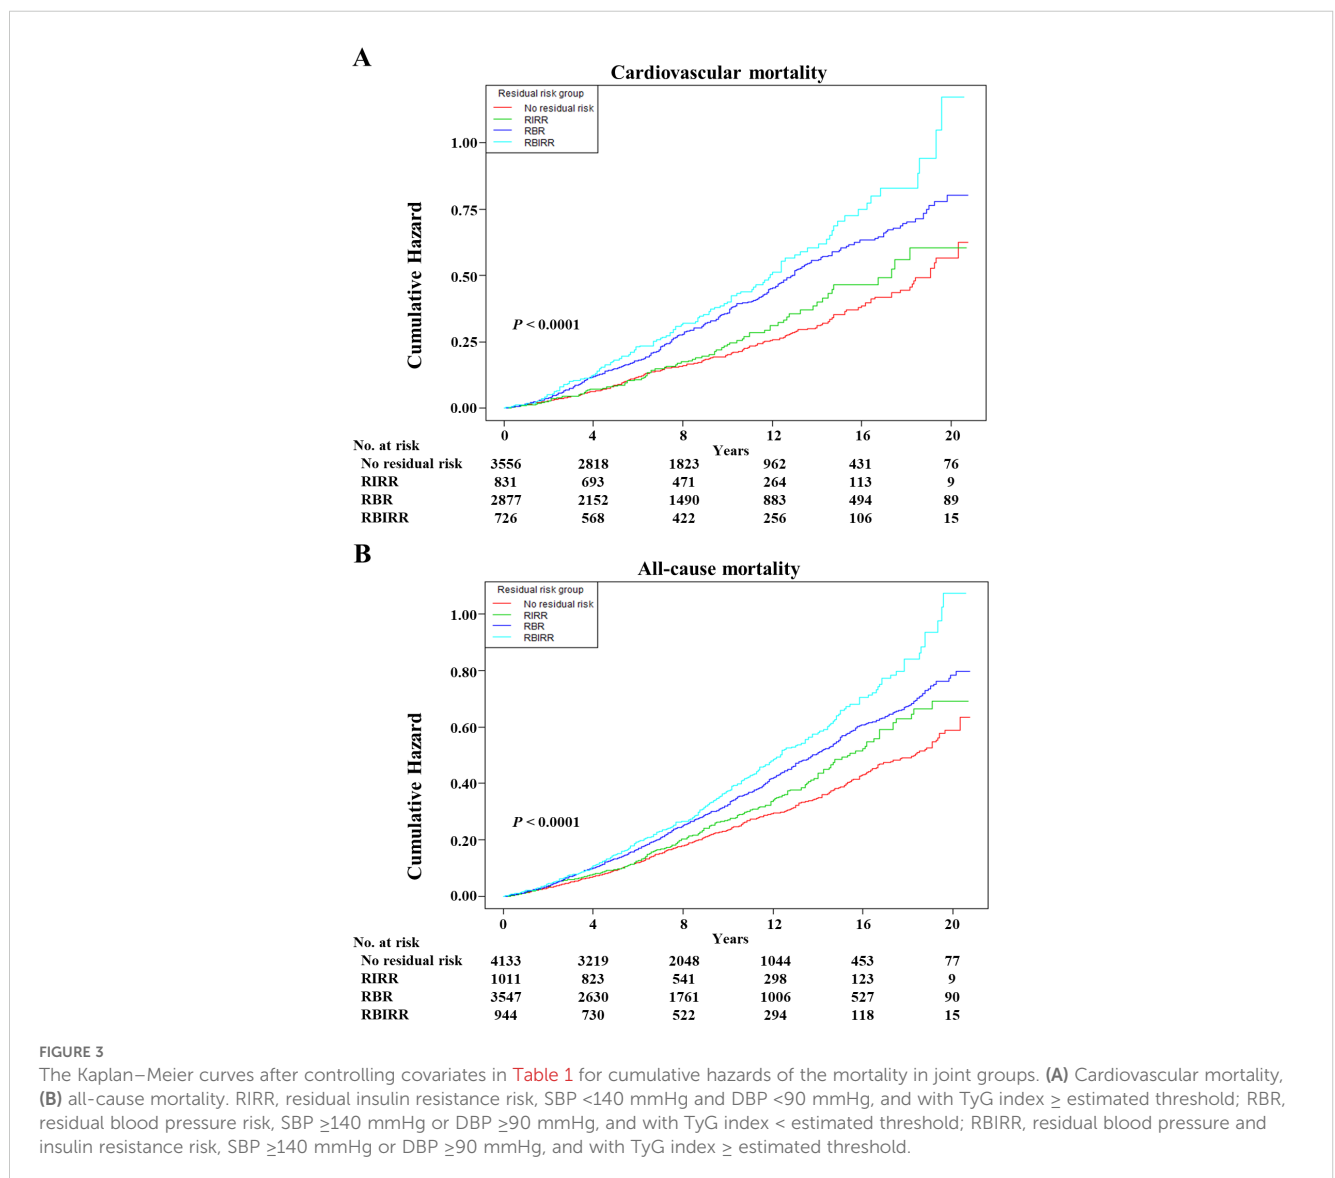 A
Cardiovascular mortality
Residual risk group
No residual risk
RIRR
RBR
RBIRR
1.00
0.75
0.50
0.25
0.00
Cumulative Hazard
P < 0.0001
0 4 8 12 16 20
Years
No. at risk
No residual risk 3556 2818 1823 962 431 76
RIRR 831 693 471 264 113 9
RBR 2877 2152 1490 883 494 89
RBIRR 726 568 422 256 106 15
B
All-cause mortality
Residual risk group
No residual risk
RIRR
RBR
RBIRR
1.00
0.80
0.60
0.40
0.20
0.00
Cumulative Hazard
P < 0.0001
0 4 8 12 16 20
Years
No. at risk
No residual risk 4133 3219 2048 1044 453 77
RIRR 1011 823 541 298 123 9
RBR 3547 2630 1761 1006 527 90
RBIRR 944 730 522 294 118 15
FIGURE 3
The Kaplan–Meier curves after controlling covariates in Table 1 for cumulative hazards of the mortality in joint groups. (A) Cardiovascular mortality,
(B) all-cause mortality. RIRR, residual insulin resistance risk, SBP <140 mmHg and DBP <90 mmHg, and with TyG index ≥ estimated threshold; RBR,
residual blood pressure risk, SBP ≥140 mmHg or DBP ≥90 mmHg, and with TyG index < estimated threshold; RBIRR, residual blood pressure and
insulin resistance risk, SBP ≥140 mmHg or DBP ≥90 mmHg, and with TyG index ≥ estimated threshold.